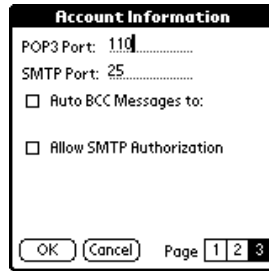 Account Information
POP3 Port: 110
SMTP Port: 25
Auto BCC Messages to:
Allow SMTP Authorization
OK Cancel Page 1 2 3